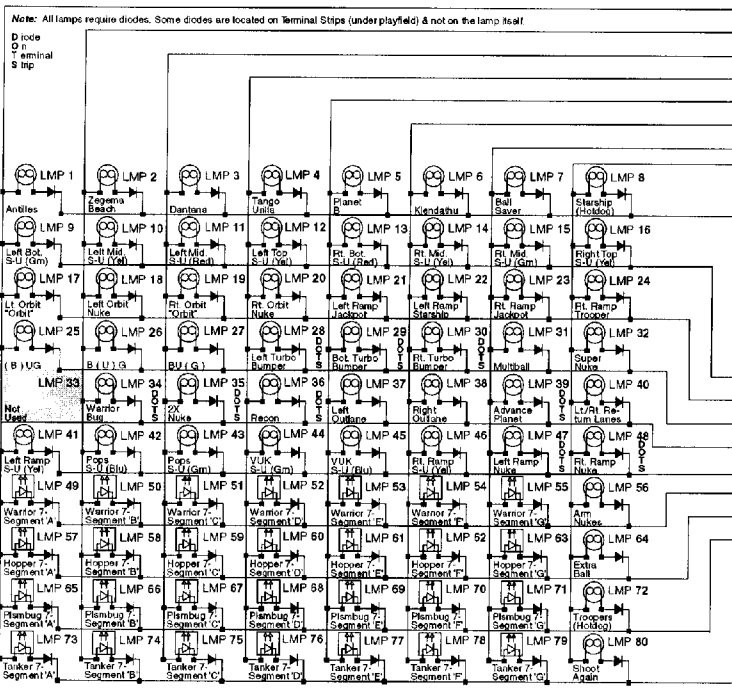 Note: All lamps require diodes. Some diodes are located on Terminal Strips (under playfield) & not on the lamp itself.
Diode
On
Terminal
Strip
LMP 1 LMP 2 LMP 3 LMP 4 LMP 5 LMP 6 LMP 7 LMP 8
Zegema Tango Planet Ball Starship
Antilles Beach Dantana Unita B Klendathu Saver (Hotdog)
LMP 9 LMP 10 LMP 11 LMP 12 LMP 13 LMP 14 LMP 15 LMP 16
Left Bot. Left Mid. Left Mid. Left Top Rt. Bot. Rt. Mid. Rt. Mid. Right Top
S-U (Grn) S-U (Yel) S-U (Red) S-U (Yel) S-U (Red) S-U (Yel) S-U (Grn) S-U (Yel)
LMP 17 LMP 18 LMP 19 LMP 20 LMP 21 LMP 22 LMP 23 LMP 24
Lt. Orbit Left Orbit Rt. Orbit Rt. Orbit Left Ramp Left Ramp Rt. Ramp Rt. Ramp
"Orbit" Nuke "Orbit" Nuke Jackpot Starship Jackpot Trooper
LMP 25 LMP 26 LMP 27 LMP 28 LMP 29 LMP 30 LMP 31 LMP 32
DOTS DOTS DOTS
Left Turbo Bot. Turbo Rt. Turbo Super
( B ) UG B ( U ) G BU ( G ) Bumper Bumper Bumper Multiball Nuke
LMP 33 LMP 34 LMP 35 LMP 36 LMP 37 LMP 38 LMP 39 LMP 40
DOTS DOTS DOTS DOTS
Not Warrior 2X Left Right Advance Lt./Rt. Re-
Used Bug Nuke Recon Outlane Outlane Planet turn Lanes
LMP 41 LMP 42 LMP 43 LMP 44 LMP 45 LMP 46 LMP 47 LMP 48
DOTS DOTS
Left Ramp Pops Pops VUK VUK Rt. Ramp Left Ramp Rt. Ramp
S-U (Yel) S-U (Blu) S-U (Grn) S-U (Grn) S-U (Blu) S-U (Yel) Nuke Nuke
LMP 49 LMP 50 LMP 51 LMP 52 LMP 53 LMP 54 LMP 55 LMP 56
Warrior 7- Warrior 7- Warrior 7- Warrior 7- Warrior 7- Warrior 7- Warrior 7- Arm
Segment 'A' Segment 'B' Segment 'C' Segment 'D' Segment 'E' Segment 'F' Segment 'G' Nukes
LMP 57 LMP 58 LMP 59 LMP 60 LMP 61 LMP 62 LMP 63 LMP 64
Hopper 7- Hopper 7- Hopper 7- Hopper 7- Hopper 7- Hopper 7- Hopper 7- Extra
Segment 'A' Segment 'B' Segment 'C' Segment 'D' Segment 'E' Segment 'F' Segment 'G' Ball
LMP 65 LMP 66 LMP 67 LMP 68 LMP 69 LMP 70 LMP 71 LMP 72
Plsmbug 7- Plsmbug 7- Plsmbug 7- Plsmbug 7- Plsmbug 7- Plsmbug 7- Plsmbug 7- Troopers
Segment 'A' Segment 'B' Segment 'C' Segment 'D' Segment 'E' Segment 'F' Segment 'G' (Hotdog)
LMP 73 LMP 74 LMP 75 LMP 76 LMP 77 LMP 78 LMP 79 LMP 80
Tanker 7- Tanker 7- Tanker 7- Tanker 7- Tanker 7- Tanker 7- Tanker 7- Shoot
Segment 'A' Segment 'B' Segment 'C' Segment 'D' Segment 'E' Segment 'F' Segment 'G' Again